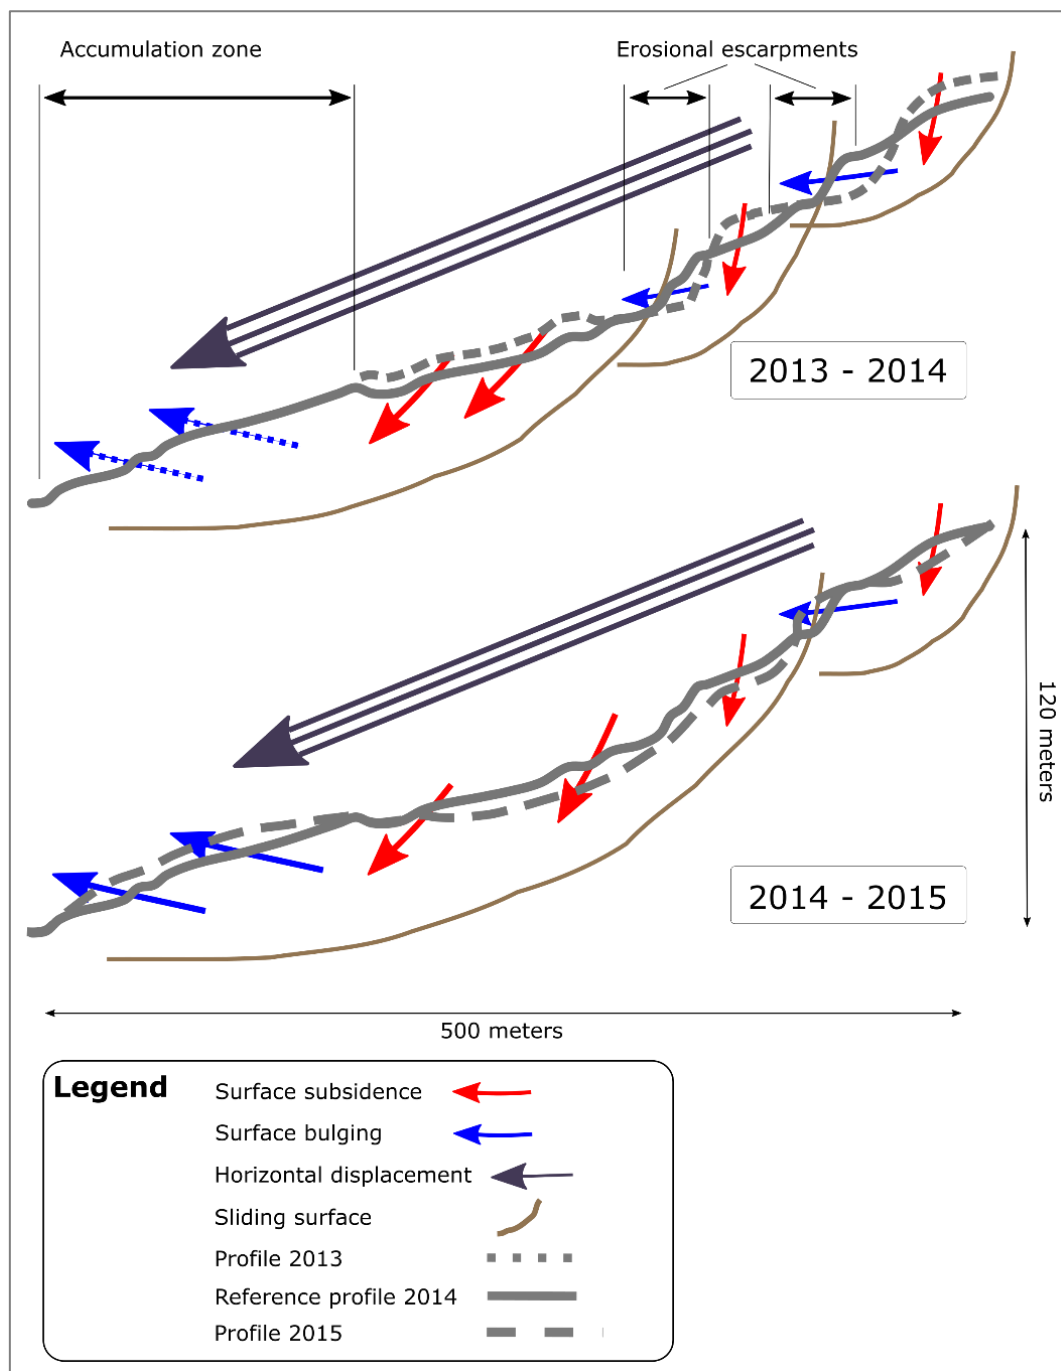 Accumulation zone
Erosional escarpments
2013 - 2014
120 meters
2014 - 2015
500 meters
Legend
Surface subsidence
Surface bulging
Horizontal displacement
Sliding surface
Profile 2013
Reference profile 2014
Profile 2015